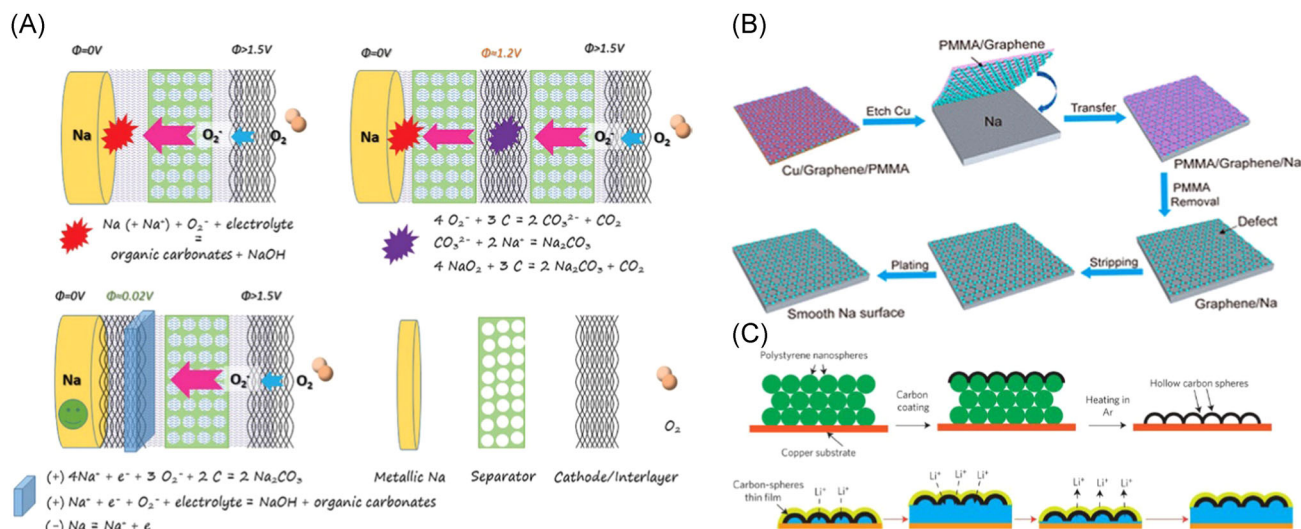 (A)
Φ=0V
Φ>1.5V
Na
O₂⁻
O₂
Na (+ Na⁺) + O₂⁻ + electrolyte
=
organic carbonates + NaOH
Φ=0V
Φ=1.2V
Φ>1.5V
Na
O₂⁻
O₂
4 O₂⁻ + 3 C = 2 CO₃²⁻ + CO₂
CO₃²⁻ + 2 Na⁺ = Na₂CO₃
4 NaO₂ + 3 C = 2 Na₂CO₃ + CO₂
Φ=0V
Φ=0.02V
Φ>1.5V
Na
O₂⁻
O₂
(+) 4Na⁺ + e⁻ + 3 O₂⁻ + 2 C = 2 Na₂CO₃
(+) Na⁺ + e⁻ + O₂⁻ + electrolyte = NaOH + organic carbonates
(-) Na = Na⁺ + e
Metallic Na
Separator
Cathode/Interlayer
O₂
(B)
PMMA/Graphene
Etch Cu
Na
Transfer
Cu/Graphene/PMMA
PMMA/Graphene/Na
PMMA
Removal
Defect
Plating
Stripping
Smooth Na surface
Graphene/Na
(C)
Polystyrene nanospheres
Carbon
coating
Heating in
Ar
Hollow carbon spheres
Copper substrate
Carbon-spheres
thin film
Li⁺
Li⁺
Li⁺
Li⁺
Li⁺
Li⁺
Li⁺
Li⁺